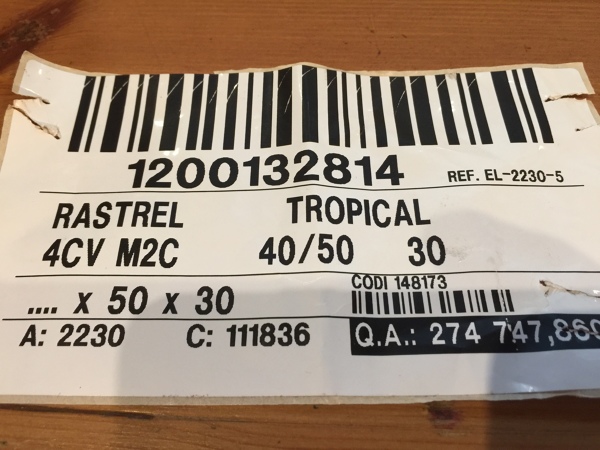 1200132814 REF. EL-2230-5
RASTREL TROPICAL
4CV M2C 40/50 30
.... x 50 x 30
CODI 148173
A: 2230 C: 111836 Q.A.: 274 747,860